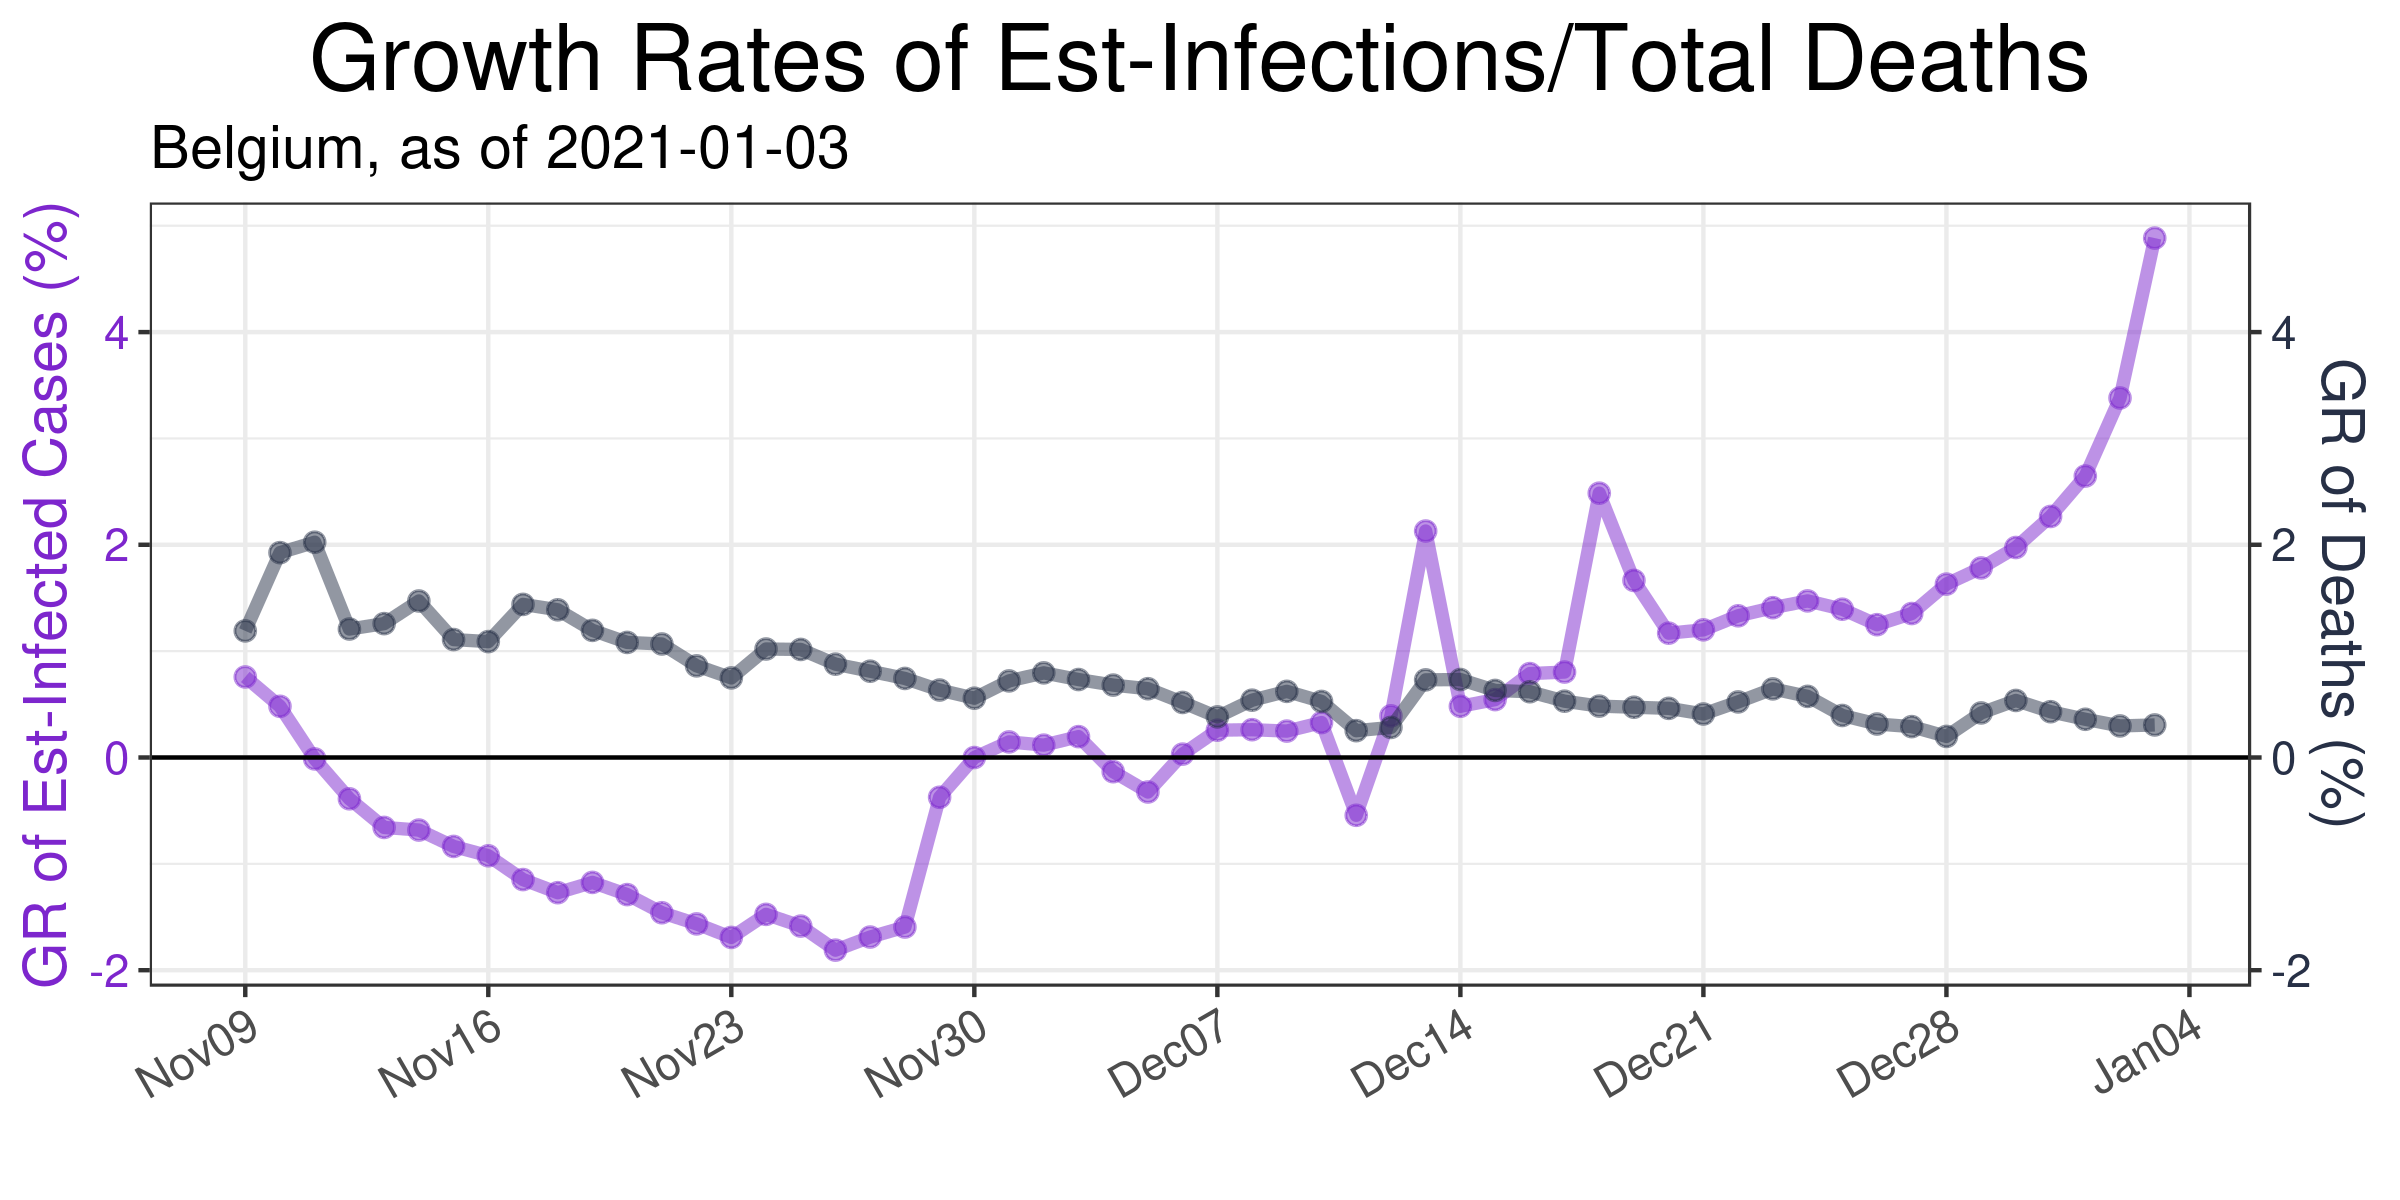 Growth Rates of Est-Infections/Total Deaths
Belgium, as of 2021-01-03
GR of Est-Infected Cases (%)
4
2
0
-2
4
2
0
-2
GR of Deaths (%)
Nov09
Nov16
Nov23
Nov30
Dec07
Dec14
Dec21
Dec28
Jan04